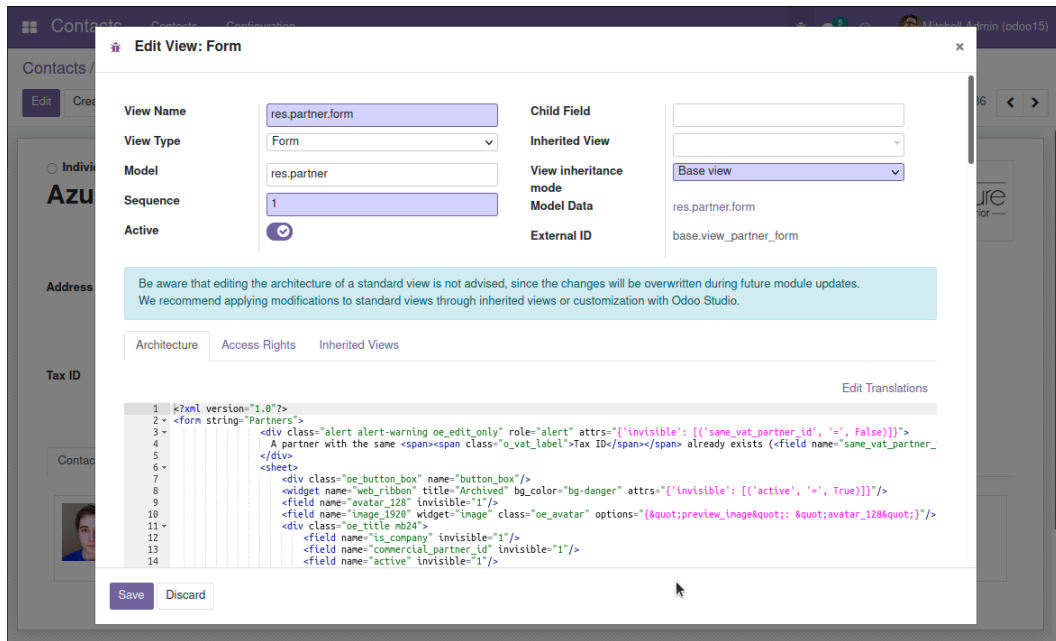 Contacts Contacts Configuration 5 Mitchell Admin (odoo15)
Contacts /
Edit Crea 36
Edit View: Form ×
View Name res.partner.form
View Type Form
Model res.partner
Sequence 1
Active
Child Field
Inherited View
View inheritance mode Base view
Model Data res.partner.form
External ID base.view_partner_form
Indivi
Azu
ure
ior
Address
Be aware that editing the architecture of a standard view is not advised, since the changes will be overwritten during future module updates.
We recommend applying modifications to standard views through inherited views or customization with Odoo Studio.
Architecture Access Rights Inherited Views
Tax ID
Edit Translations
1 <?xml version="1.0"?>
2 <form string="Partners">
3 <div class="alert alert-warning oe_edit_only" role="alert" attrs="{'invisible': [('same_vat_partner_id', '=', False)]}">
4 A partner with the same <span><span class="o_vat_label">Tax ID</span></span> already exists (<field name="same_vat_partner_
5 </div>
6 <sheet>
7 <div class="oe_button_box" name="button_box"/>
8 <widget name="web_ribbon" title="Archived" bg_color="bg-danger" attrs="{'invisible': [('active', '=', True)]}"/>
9 <field name="avatar_128" invisible="1"/>
10 <field name="image_1920" widget="image" class="oe_avatar" options="{&quot;preview_image&quot;: &quot;avatar_128&quot;}"/>
11 <div class="oe_title mb24">
12 <field name="is_company" invisible="1"/>
13 <field name="commercial_partner_id" invisible="1"/>
14 <field name="active" invisible="1"/>
Contac
Save Discard